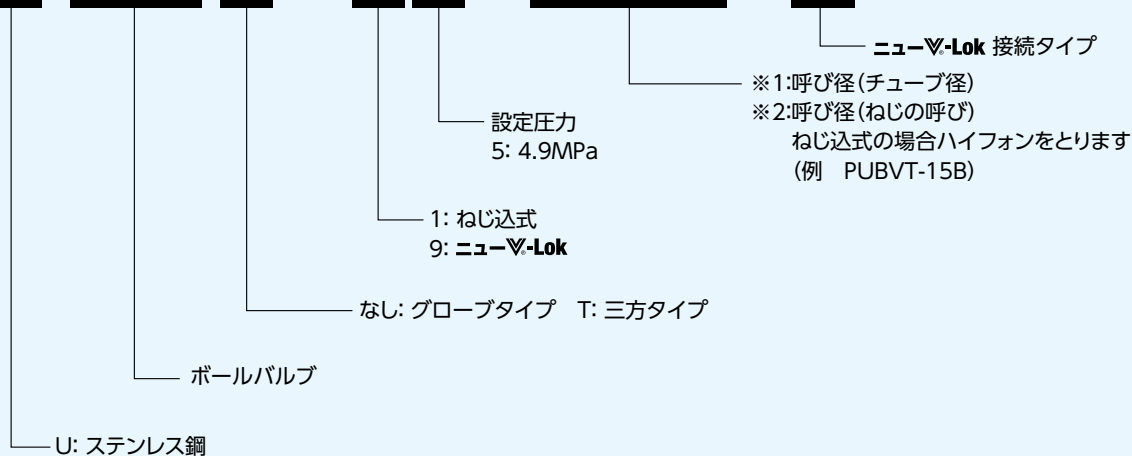 ニューV-Lok 接続タイプ
※1:呼び径(チューブ径)
※2:呼び径(ねじの呼び)
ねじ込式の場合ハイフォンをとります
(例　PUBVT-15B)
設定圧力
5: 4.9MPa
1: ねじ込式
9: ニューV-Lok
なし: グローブタイプ　T: 三方タイプ
ボールバルブ
U: ステンレス鋼